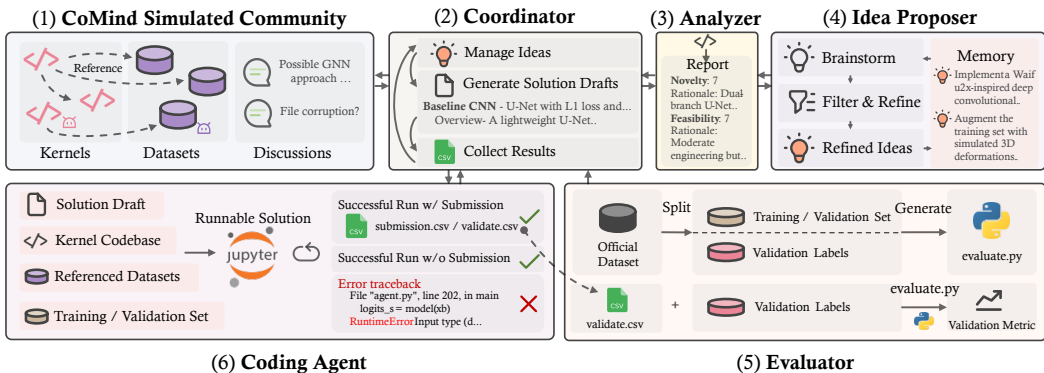 (1) CoMind Simulated Community
Reference
Kernels
Datasets
Possible GNN
approach ...
File corruption?
Discussions
(2) Coordinator
Manage Ideas
Generate Solution Drafts
Baseline CNN - U-Net with L1 loss and...
Overview- A lightweight U-Net..
CSV
Collect Results
(3) Analyzer
Report
Novelty: 7
Rationale: Dual-
branch U-Net..
Feasibility: 7
Rationale:
Moderate
engineering but..
(4) Idea Proposer
Brainstorm
Filter & Refine
Refined Ideas
Memory
Implement a Waif
u2x-inspired deep
convolutional..
Augment the
training set with
simulated 3D
deformations.
Solution Draft
Kernel Codebase
Referenced Datasets
Training / Validation Set
Runnable Solution
jupyter
Successful Run w/ Submission
CSV
submission.csv / validate.csv
Successful Run w/o Submission
Error traceback
File "agent.py", line 202, in main
logits_s = model(xb)
RuntimeErrorInput type (d...
(6) Coding Agent
Official
Dataset
Split
Training / Validation Set
Validation Labels
Generate
evaluate.py
CSV
validate.csv
+
Validation Labels
evaluate.py
Validation Metric
(5) Evaluator